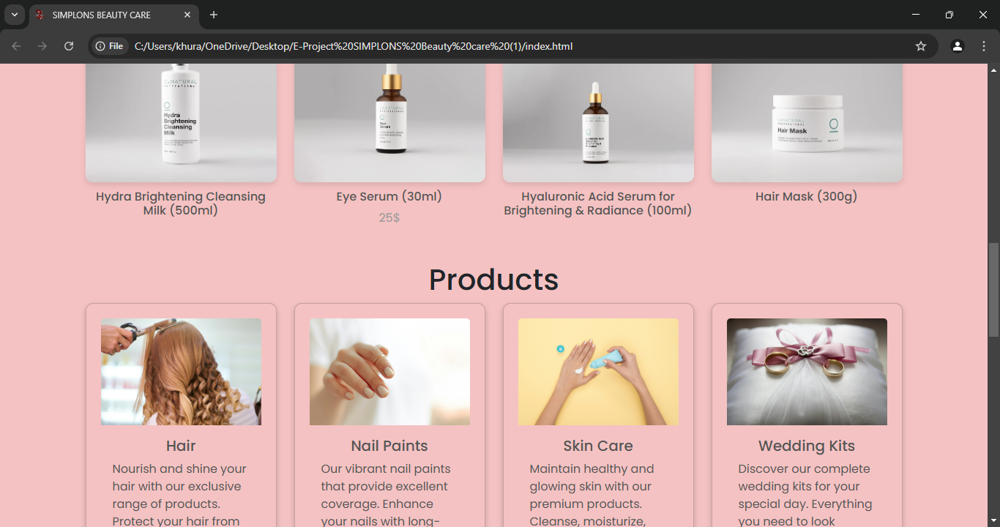 SIMPLONS BEAUTY CARE
File
C:/Users/khura/OneDrive/Desktop/E-Project%20SIMPLONS%20Beauty%20care%20(1)/index.html
Hydra
Brightening
Cleansing
Milk
Eye
Serum
Hair Mask
Hydra Brightening Cleansing
Milk (500ml)
Eye Serum (30ml)
25$
Hyaluronic Acid Serum for
Brightening & Radiance (100ml)
Hair Mask (300g)
Products
Hair
Nourish and shine your
hair with our exclusive
range of products.
Protect your hair from
Nail Paints
Our vibrant nail paints
that provide excellent
coverage. Enhance
your nails with long-
Skin Care
Maintain healthy and
glowing skin with our
premium products.
Cleanse, moisturize,
Wedding Kits
Discover our complete
wedding kits for your
special day. Everything
you need to look